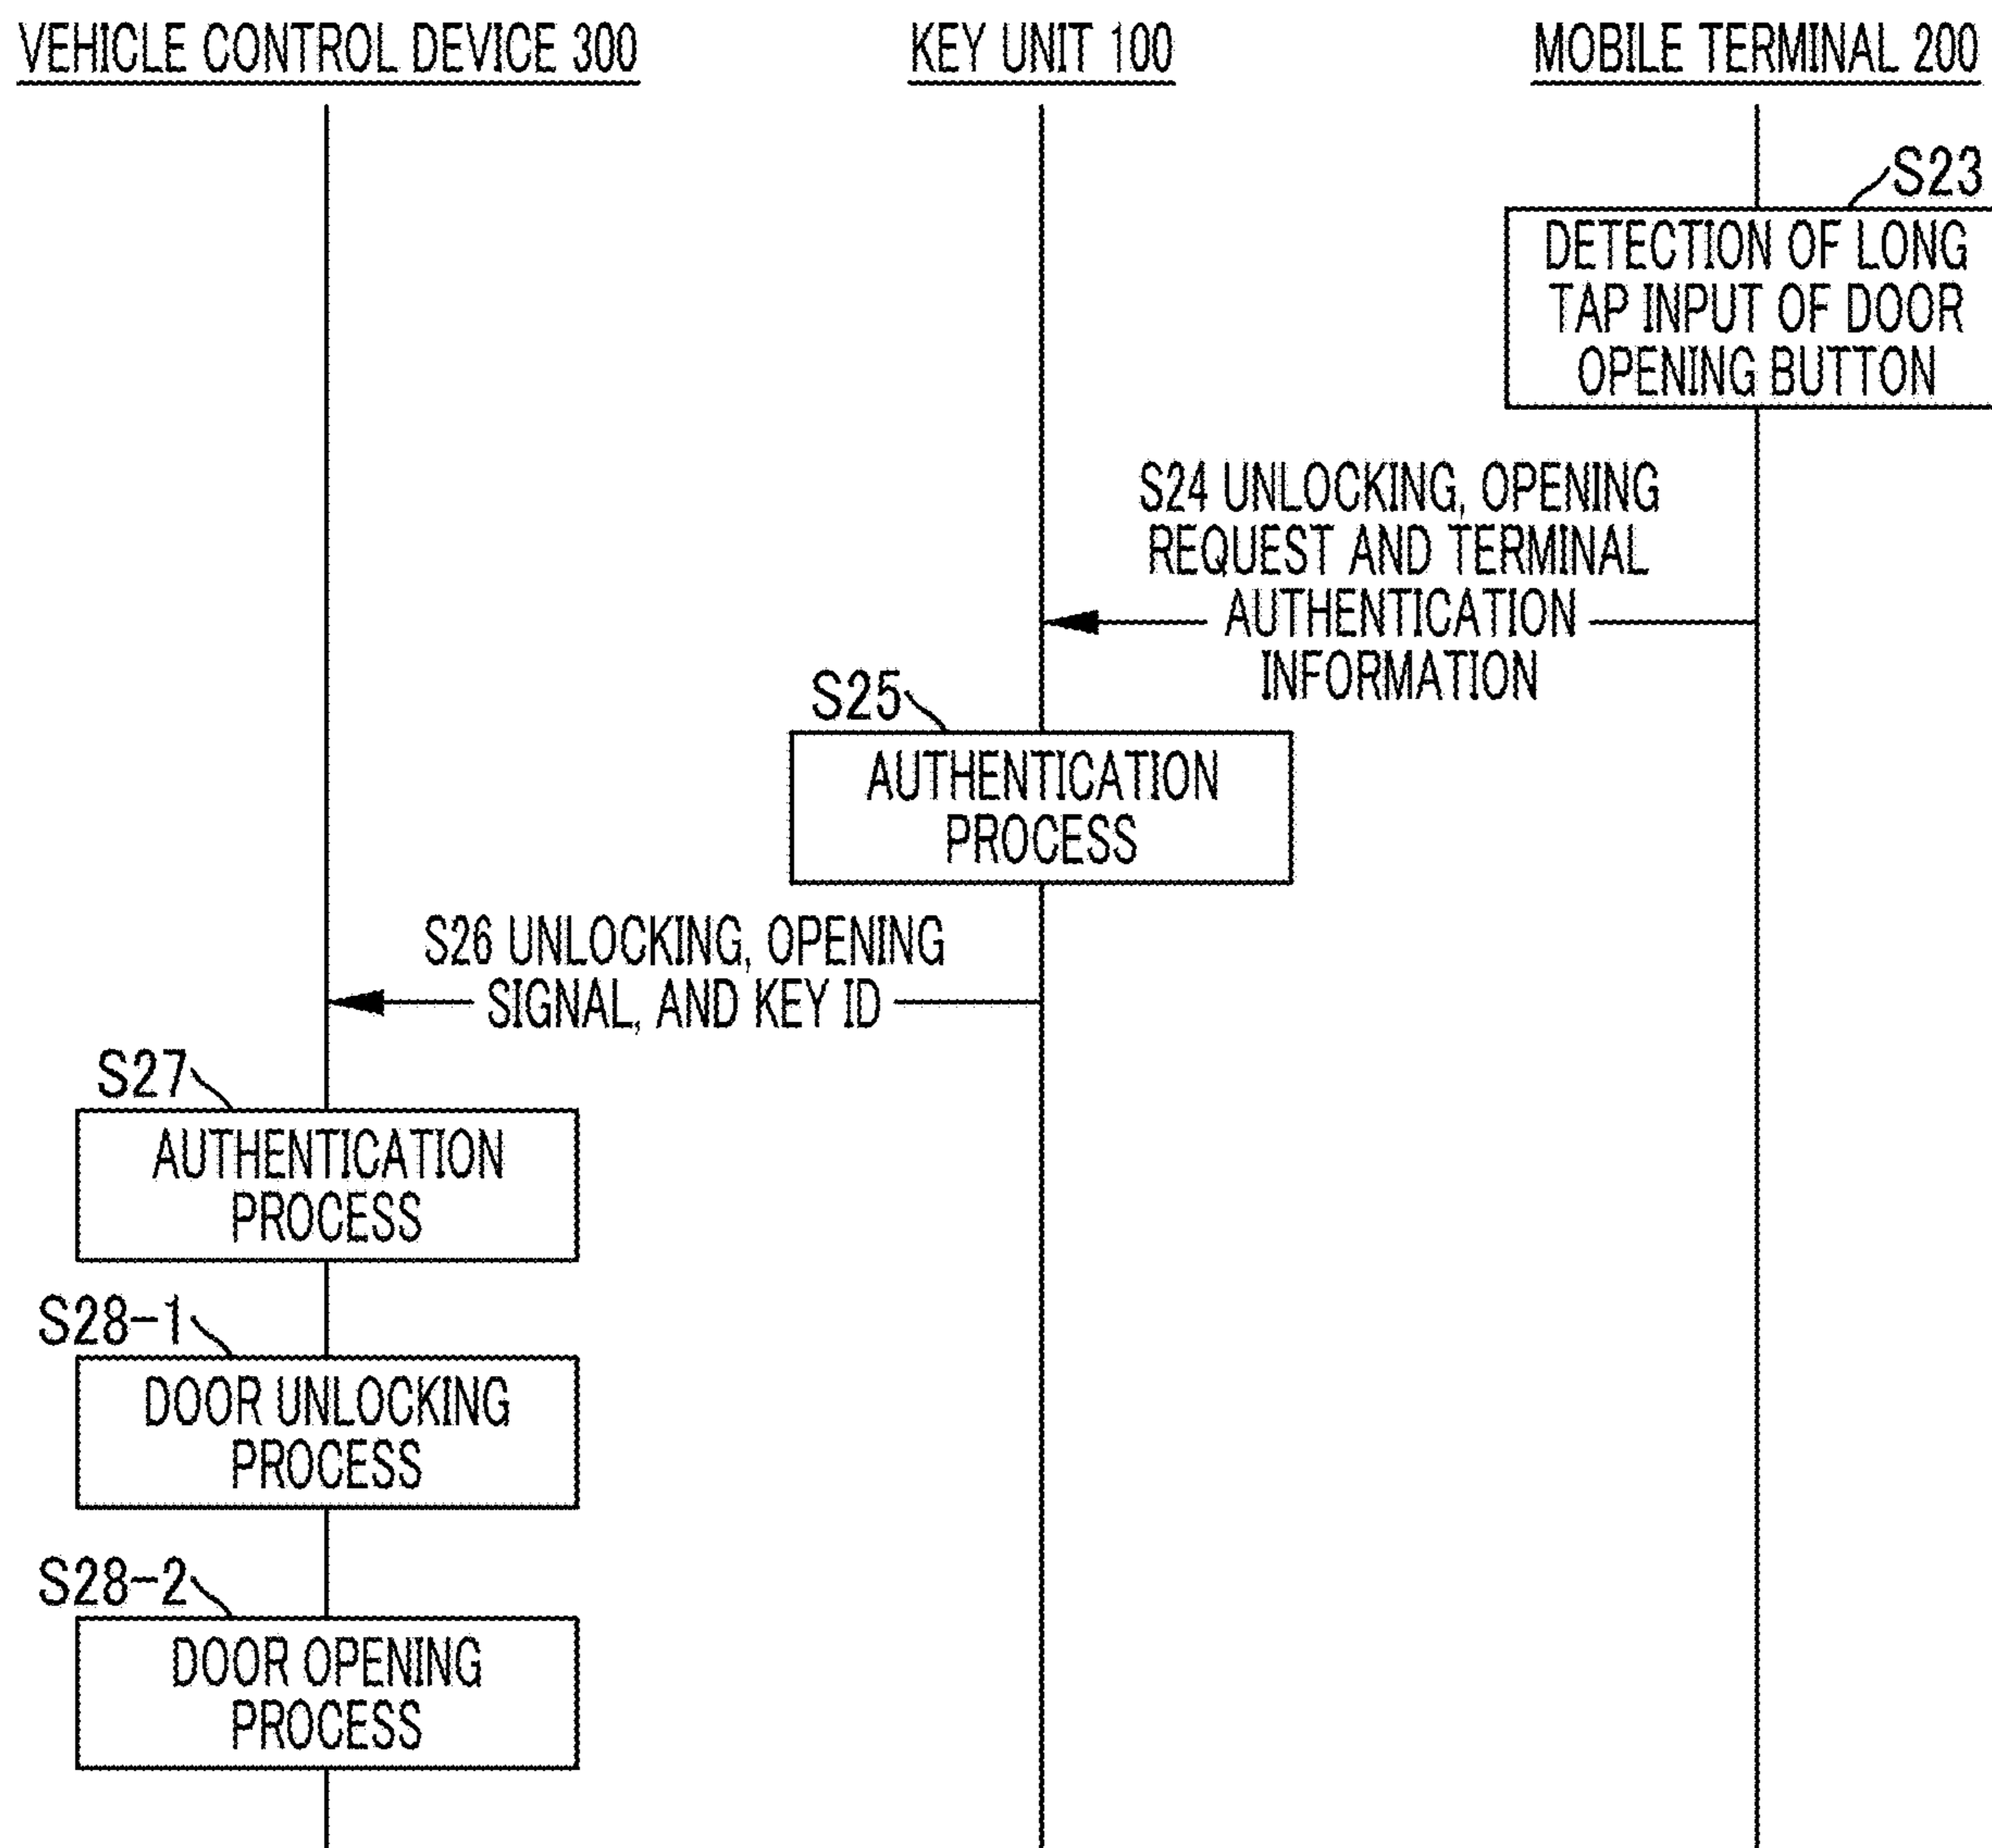 VEHICLE CONTROL DEVICE 300
KEY UNIT 100
MOBILE TERMINAL 200
S23
DETECTION OF LONG
TAP INPUT OF DOOR
OPENING BUTTON
S24 UNLOCKING, OPENING
REQUEST AND TERMINAL
AUTHENTICATION
INFORMATION
S25
AUTHENTICATION
PROCESS
S26 UNLOCKING, OPENING
SIGNAL, AND KEY ID
S27
AUTHENTICATION
PROCESS
S28-1
DOOR UNLOCKING
PROCESS
S28-2
DOOR OPENING
PROCESS